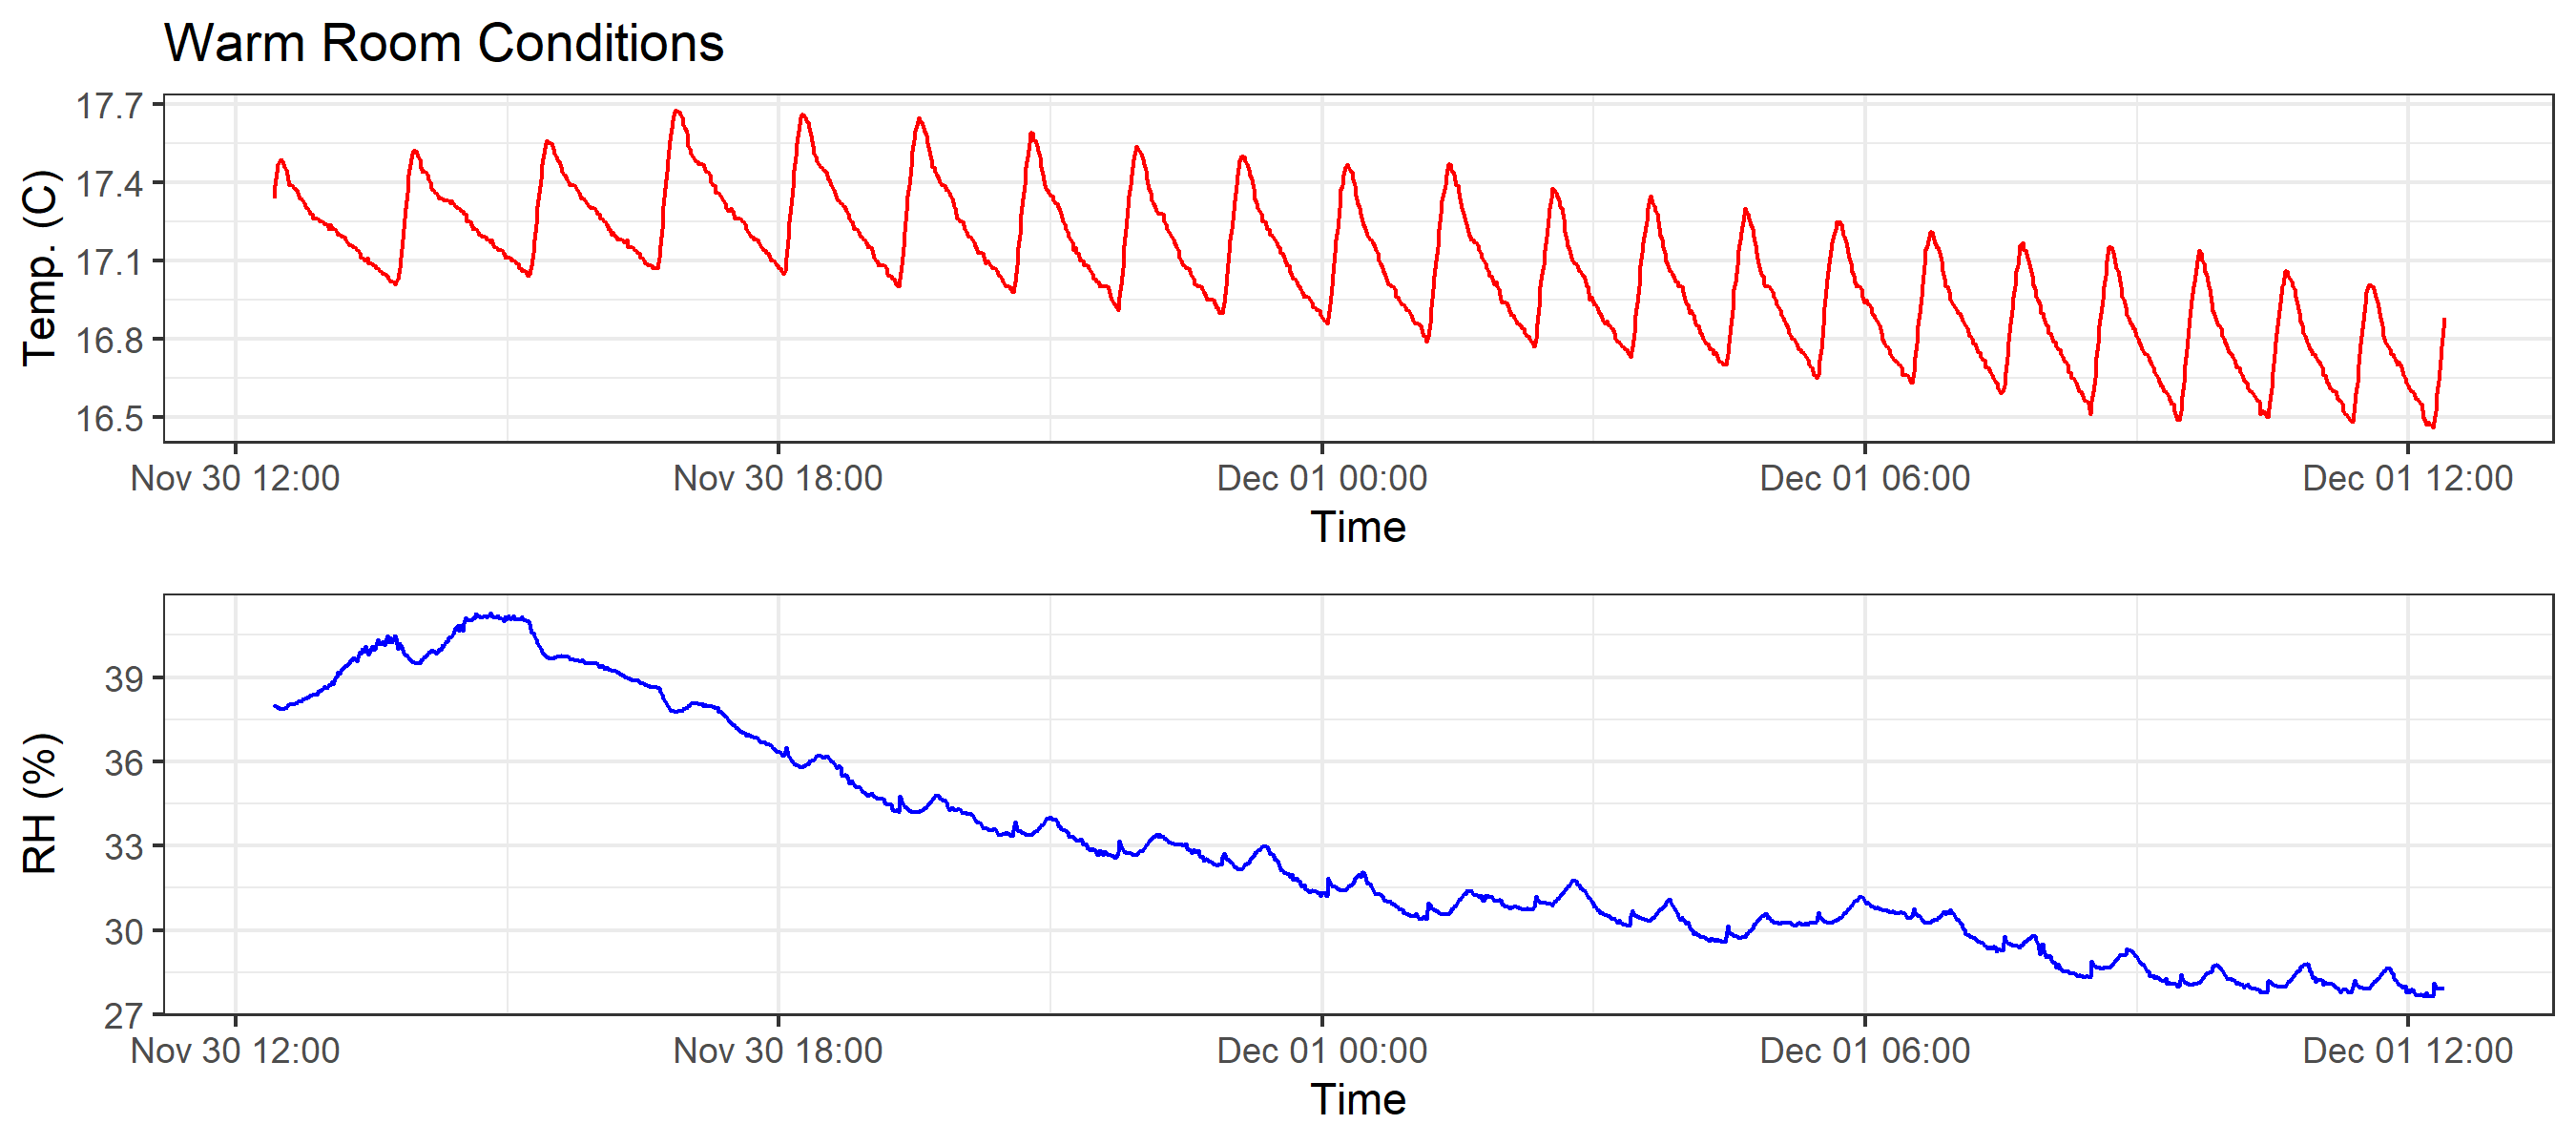 Warm Room Conditions
Temp. (C)
17.7
17.4
17.1
16.8
16.5
Nov 30 12:00 Nov 30 18:00 Dec 01 00:00 Dec 01 06:00 Dec 01 12:00
Time
RH (%)
39
36
33
30
27
Nov 30 12:00 Nov 30 18:00 Dec 01 00:00 Dec 01 06:00 Dec 01 12:00
Time